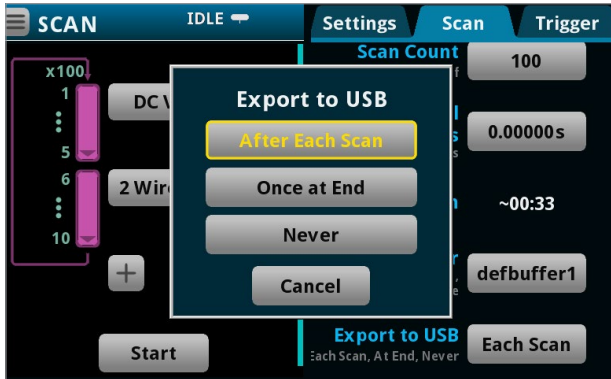 SCAN
IDLE
Settings
Scan
Trigger
x100
1
5
6
10
DC
2 Wir
+
Start
Export to USB
After Each Scan
Once at End
Never
Cancel
Scan Count
100
0.00000 s
~00:33
defbuffer1
Export to USB
Each Scan, At End, Never
Each Scan